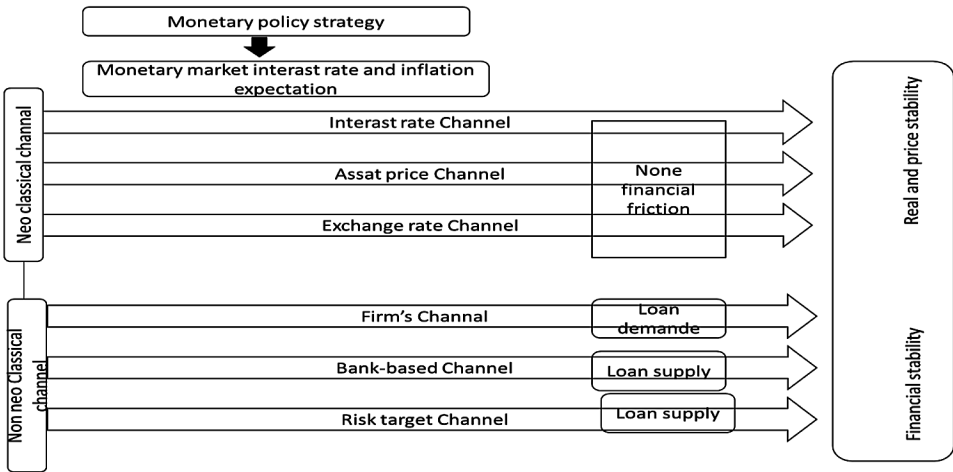 Monetary policy strategy
Monetary market interast rate and inflation
expectation
Neo classical channal
Interast rate Channel
Assat price Channel
Exchange rate Channel
None
financial
friction
Real and price stability
Non neo Classical
channel
Firm's Channal
Loan
demande
Bank-based Channel
Loan supply
Risk target Channel
Loan supply
Financial stability